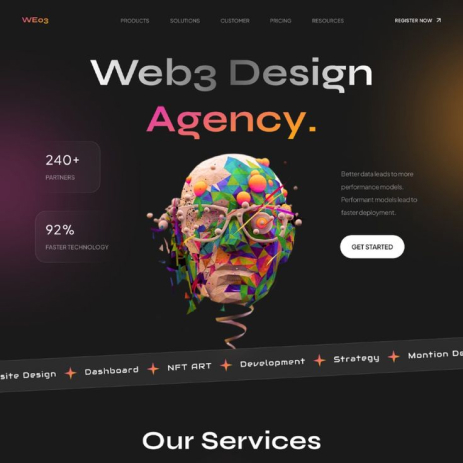 WE03
PRODUCTS SOLUTIONS CUSTOMER PRICING RESOURCES
REGISTER NOW
Web3 Design
Agency.
240+
PARTNERS
92%
FASTER TECHNOLOGY
Better data leads to more
performance models.
Performant models lead to
faster deployment.
GET STARTED
site Design Dashboard NFT ART Development Strategy Montion De
Our Services